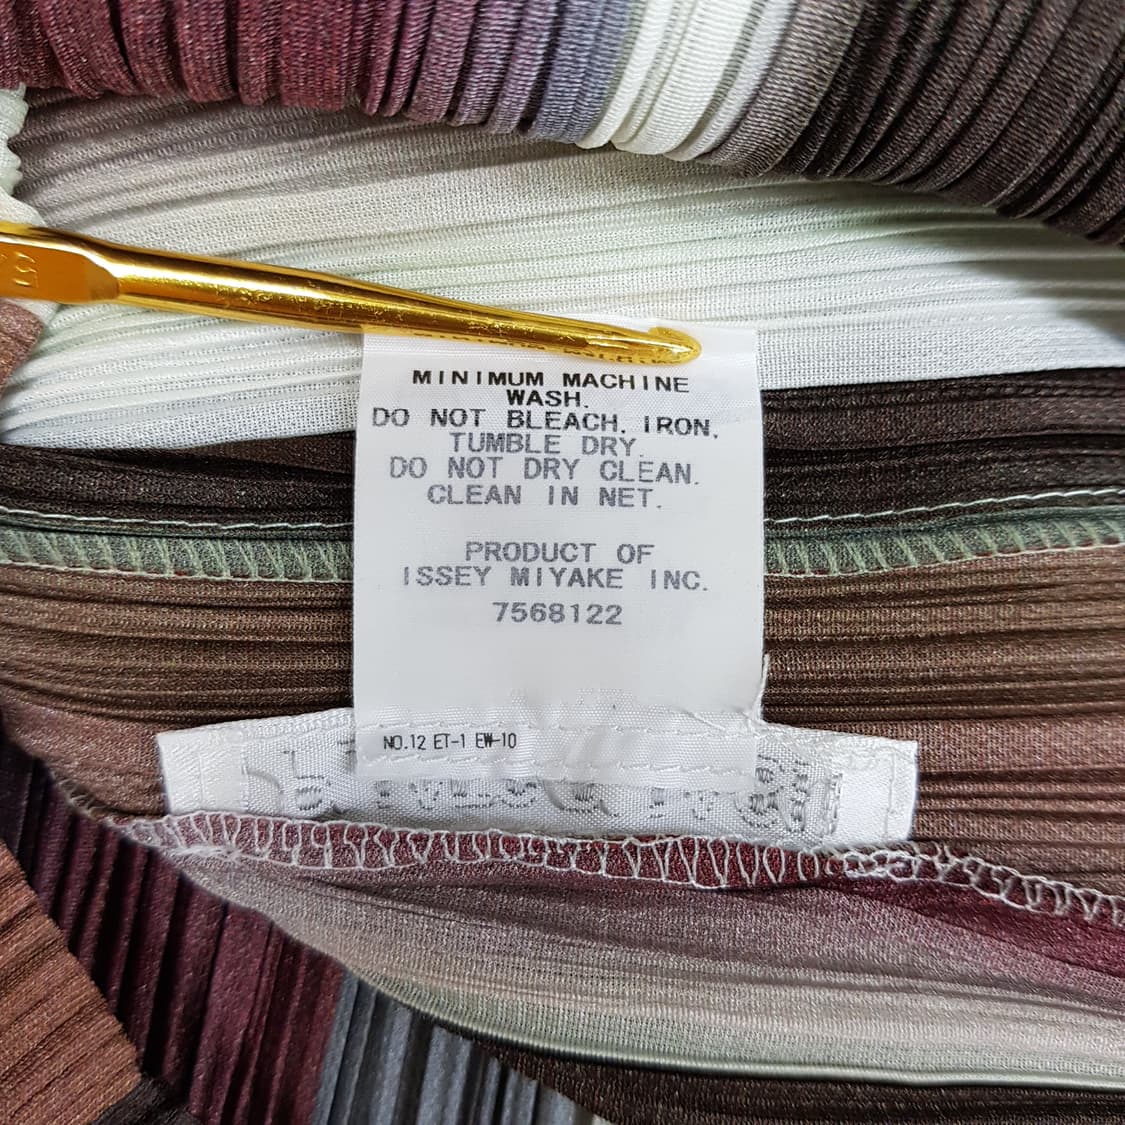 MINIMUM MACHINE
WASH.
DO NOT BLEACH, IRON,
TUMBLE DRY.
DO NOT DRY CLEAN.
CLEAN IN NET.
PRODUCT OF
ISSEY MIYAKE INC.
7568122
NO.12 ET-1 EW-10